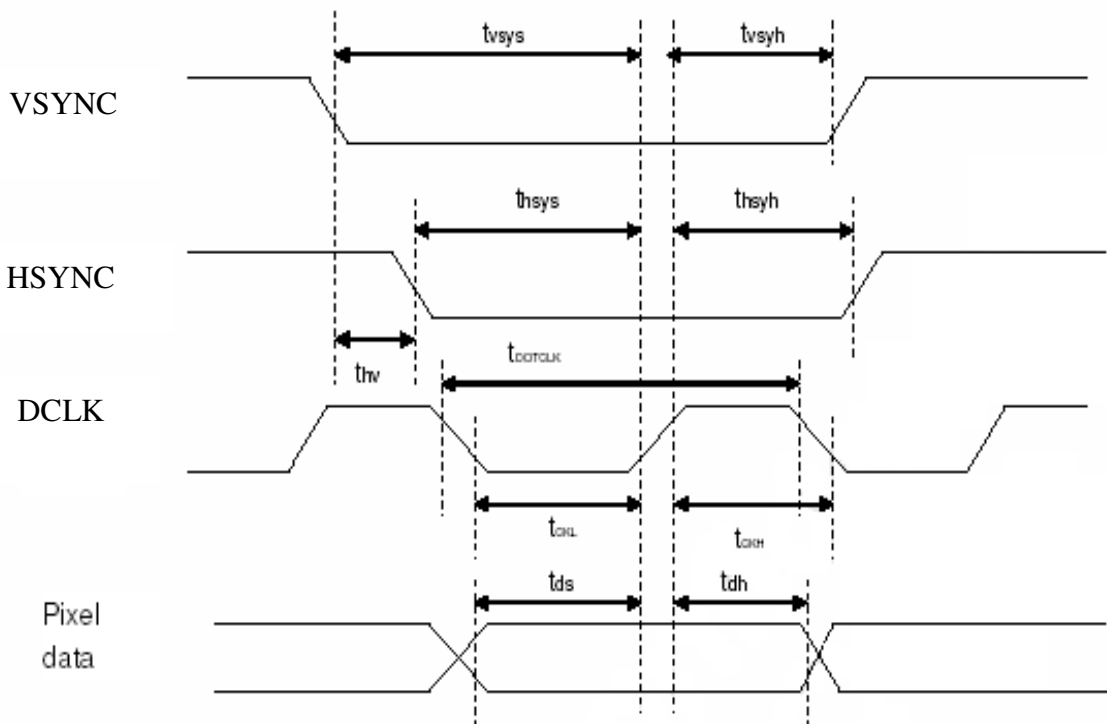 tvsys
tvsyh
VSYNC
thsys
thsyh
HSYNC
tDOTCLK
thv
DCLK
tCKL
tCKH
tds
tdh
Pixel
data